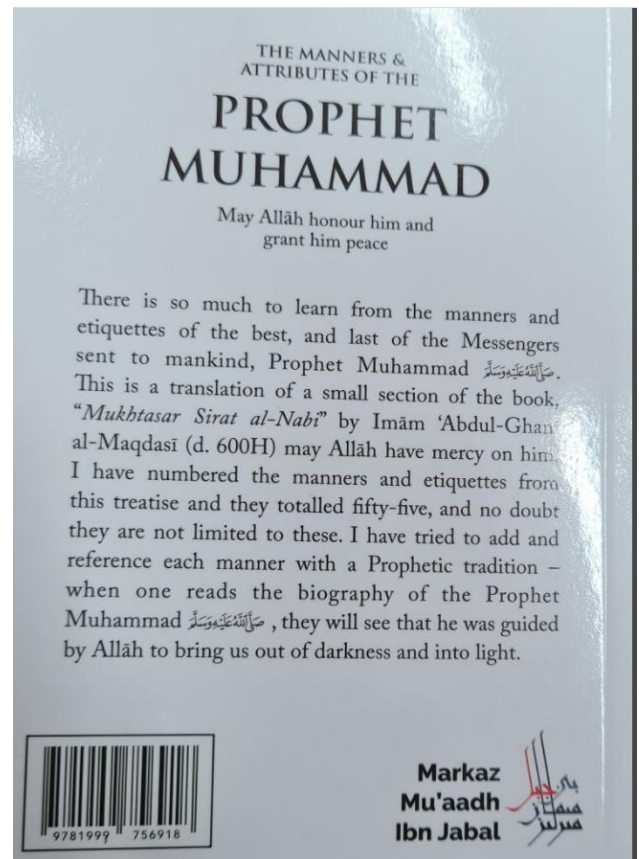 THE MANNERS &
ATTRIBUTES OF THE
PROPHET
MUHAMMAD
May Allāh honour him and
grant him peace
There is so much to learn from the manners and
etiquettes of the best, and last of the Messengers
sent to mankind, Prophet Muhammad ﷺ.
This is a translation of a small section of the book,
“Mukhtasar Sirat al-Nabi” by Imām ‘Abdul-Ghani
al-Maqdasī (d. 600H) may Allāh have mercy on him.
I have numbered the manners and etiquettes from
this treatise and they totalled fifty-five, and no doubt
they are not limited to these. I have tried to add and
reference each manner with a Prophetic tradition –
when one reads the biography of the Prophet
Muhammad ﷺ , they will see that he was guided
by Allāh to bring us out of darkness and into light.
9781999 756918
Markaz
Mu’aadh
Ibn Jabal